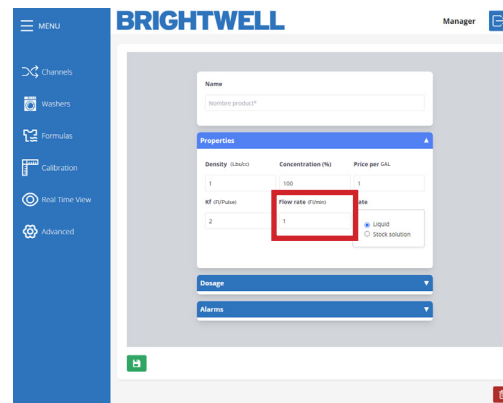 MENU
BRIGHTWELL
Manager
Channels
Washers
Formulas
Calibration
Real Time View
Advanced
Name
Nombre product*
Properties
Density (Lbs/cc) Concentration (%) Price per GAL
1 100 1
Kf (Fl/Pulse) Flow rate (Fl/min) ate
2 1
Liquid
Stock solution
Dosage
Alarms